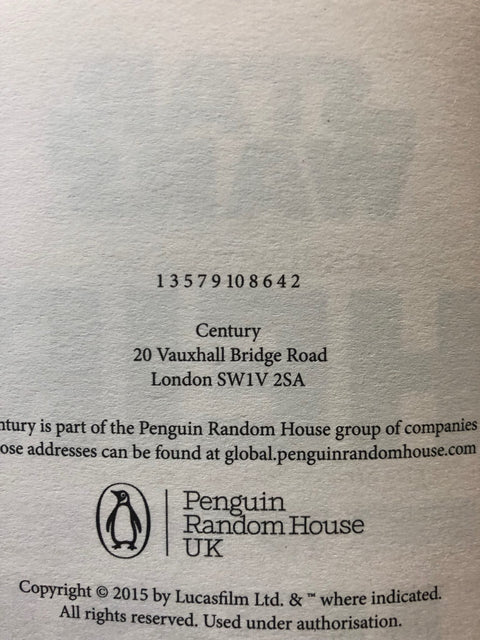 1 3 5 7 9 10 8 6 4 2
Century
20 Vauxhall Bridge Road
London SW1V 2SA
ntury is part of the Penguin Random House group of companies
ose addresses can be found at global.penguinrandomhouse.com
Penguin
Random House
UK
Copyright © 2015 by Lucasfilm Ltd. & ™ where indicated.
All rights reserved. Used under authorisation.